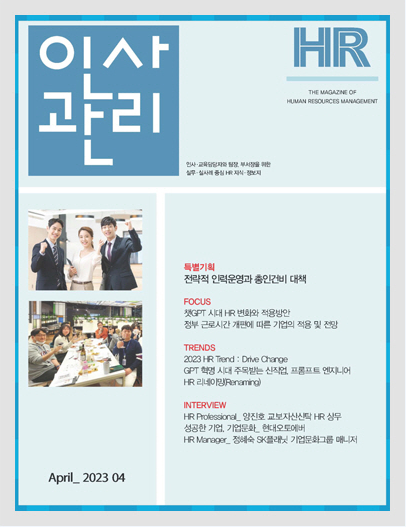 인사
관리
HR
THE MAGAZINE OF
HUMAN RESOURCES MANAGEMENT
인사·교육담당자와 팀장, 부서장을 위한
실무·실사례 중심 HR 지식·정보지
특별기획
전략적 인력운영과 총인건비 대책
FOCUS
챗GPT 시대 HR 변화와 적용방안
정부 근로시간 개편에 따른 기업의 적용 및 전망
TRENDS
2023 HR Trend : Drive Change
GPT 혁명 시대 주목받는 신직업, 프롬프트 엔지니어
HR 리네이밍(Renaming)
INTERVIEW
HR Professional_ 양진호 교보자산신탁 HR 상무
성공한 기업, 기업문화_ 현대오토에버
HR Manager_ 정혜숙 SK플래닛 기업문화그룹 매니저
April_ 2023 04